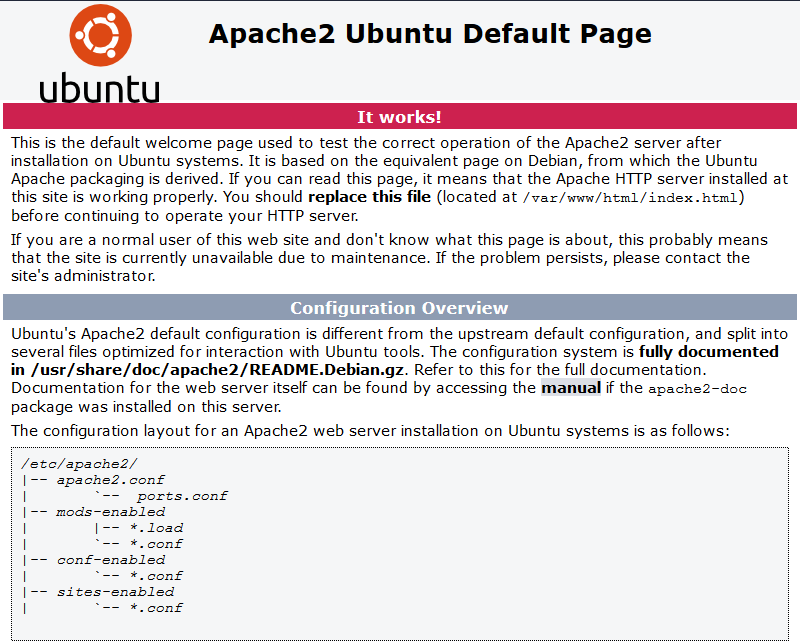 ubuntu
Apache2 Ubuntu Default Page
It works!
This is the default welcome page used to test the correct operation of the Apache2 server after
installation on Ubuntu systems. It is based on the equivalent page on Debian, from which the Ubuntu
Apache packaging is derived. If you can read this page, it means that the Apache HTTP server installed at
this site is working properly. You should replace this file (located at /var/www/html/index.html)
before continuing to operate your HTTP server.
If you are a normal user of this web site and don't know what this page is about, this probably means
that the site is currently unavailable due to maintenance. If the problem persists, please contact the
site's administrator.
Configuration Overview
Ubuntu's Apache2 default configuration is different from the upstream default configuration, and split into
several files optimized for interaction with Ubuntu tools. The configuration system is fully documented
in /usr/share/doc/apache2/README.Debian.gz. Refer to this for the full documentation.
Documentation for the web server itself can be found by accessing the manual if the apache2-doc
package was installed on this server.
The configuration layout for an Apache2 web server installation on Ubuntu systems is as follows:
/etc/apache2/
|-- apache2.conf
|       `--  ports.conf
|-- mods-enabled
|       |-- *.load
|       `-- *.conf
|-- conf-enabled
|       `-- *.conf
|-- sites-enabled
|       `-- *.conf